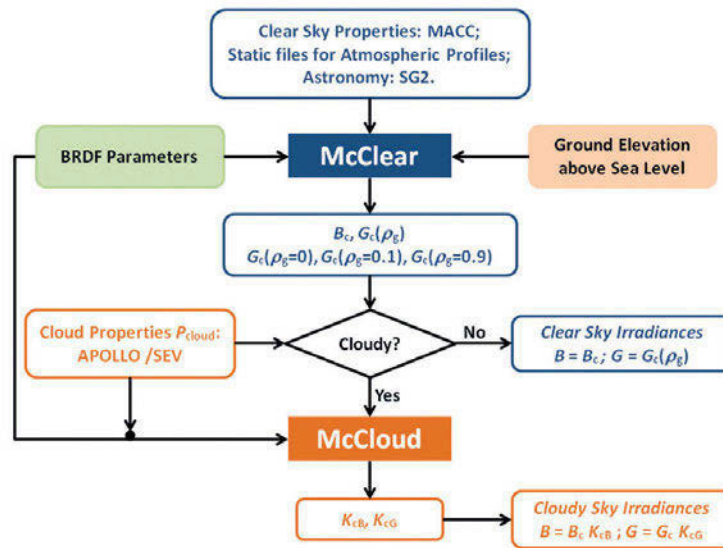 Clear Sky Properties: MACC;
Static files for Atmospheric Profiles;
Astronomy: SG2.
BRDF Parameters
McClear
Ground Elevation
above Sea Level
Bc, Gc(ρg)
Gc(ρg=0), Gc(ρg=0.1), Gc(ρg=0.9)
Cloud Properties Pcloud:
APOLLO /SEV
Cloudy?
No
Clear Sky Irradiances
B = Bc ; G = Gc(ρg)
Yes
McCloud
KcB, KcG
Cloudy Sky Irradiances
B = Bc KcB ; G = Gc KcG